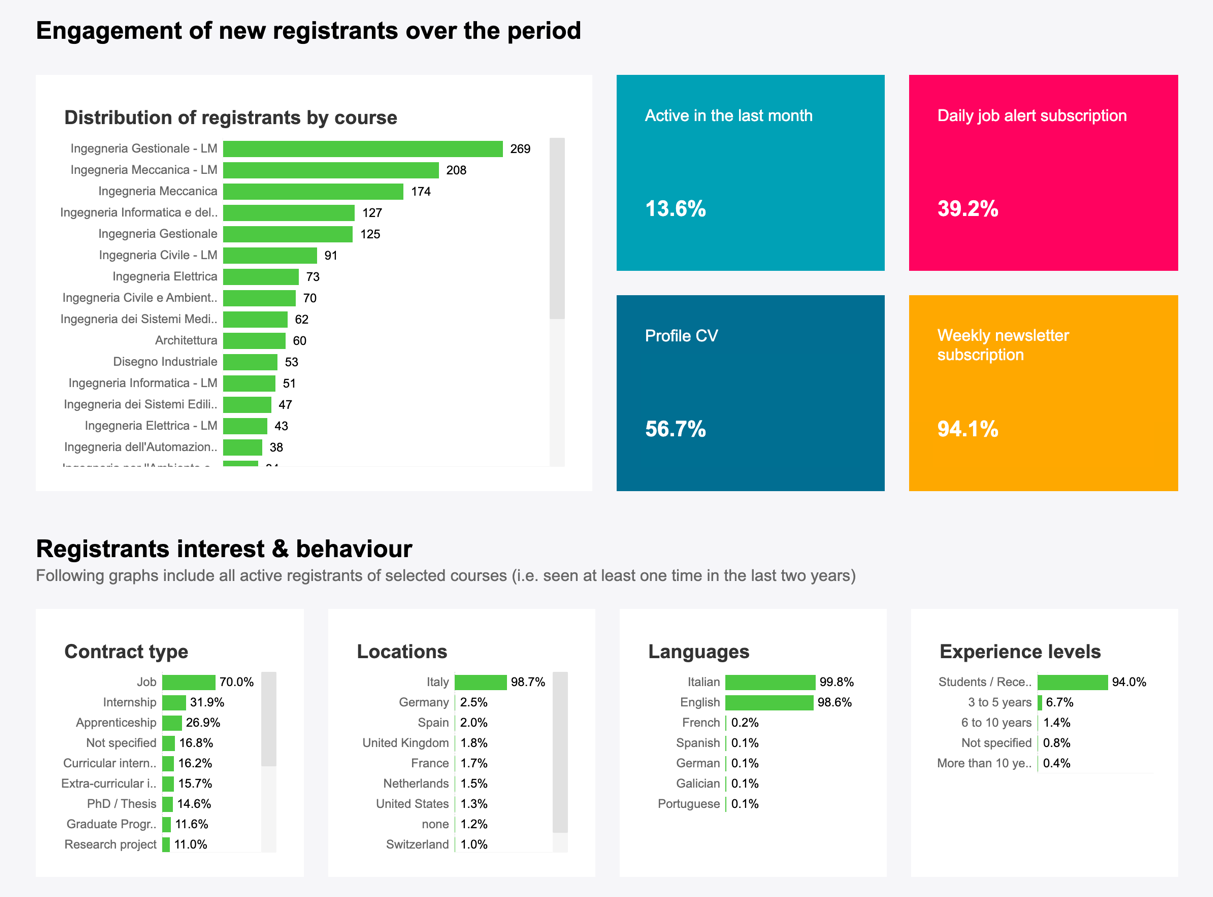 Engagement of new registrants over the period
Distribution of registrants by course
Ingegneria Gestionale - LM 269
Ingegneria Meccanica - LM 208
Ingegneria Meccanica 174
Ingegneria Informatica e del.. 127
Ingegneria Gestionale 125
Ingegneria Civile - LM 91
Ingegneria Elettrica 73
Ingegneria Civile e Ambient.. 70
Ingegneria dei Sistemi Medi.. 62
Architettura 60
Disegno Industriale 53
Ingegneria Informatica - LM 51
Ingegneria dei Sistemi Edili.. 47
Ingegneria Elettrica - LM 43
Ingegneria dell'Automazion.. 38
Active in the last month
13.6%
Daily job alert subscription
39.2%
Profile CV
56.7%
Weekly newsletter
subscription
94.1%
Registrants interest & behaviour
Following graphs include all active registrants of selected courses (i.e. seen at least one time in the last two years)
Contract type
Job 70.0%
Internship 31.9%
Apprenticeship 26.9%
Not specified 16.8%
Curricular intern.. 16.2%
Extra-curricular i.. 15.7%
PhD / Thesis 14.6%
Graduate Progr.. 11.6%
Research project 11.0%
Locations
Italy 98.7%
Germany 2.5%
Spain 2.0%
United Kingdom 1.8%
France 1.7%
Netherlands 1.5%
United States 1.3%
none 1.2%
Switzerland 1.0%
Languages
Italian 99.8%
English 98.6%
French 0.2%
Spanish 0.1%
German 0.1%
Galician 0.1%
Portuguese 0.1%
Experience levels
Students / Rece.. 94.0%
3 to 5 years 6.7%
6 to 10 years 1.4%
Not specified 0.8%
More than 10 ye.. 0.4%